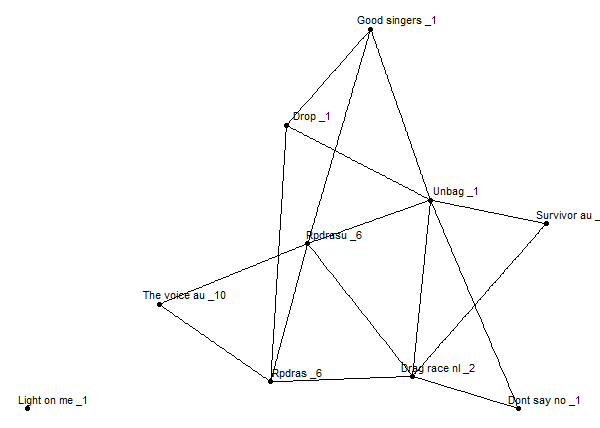 Good singers _1
Drop _1
Unbag _1
Survivor au _
Rpdrasu _6
The voice au _10
Drag race nl _2
Rpdras _6
Light on me _1
Dont say no _1